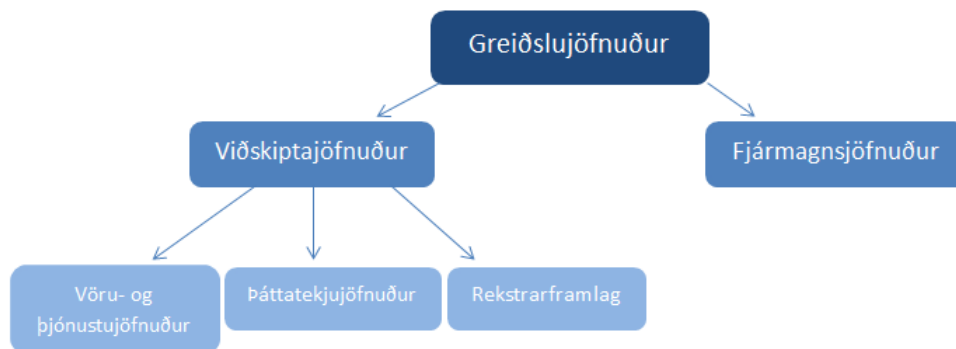 Greiðslujöfnuður
Viðskiptajöfnuður
Fjármagnsjöfnuður
Vöru- og
þjónustujöfnuður
Þáttatekjujöfnuður
Rekstrarframlag